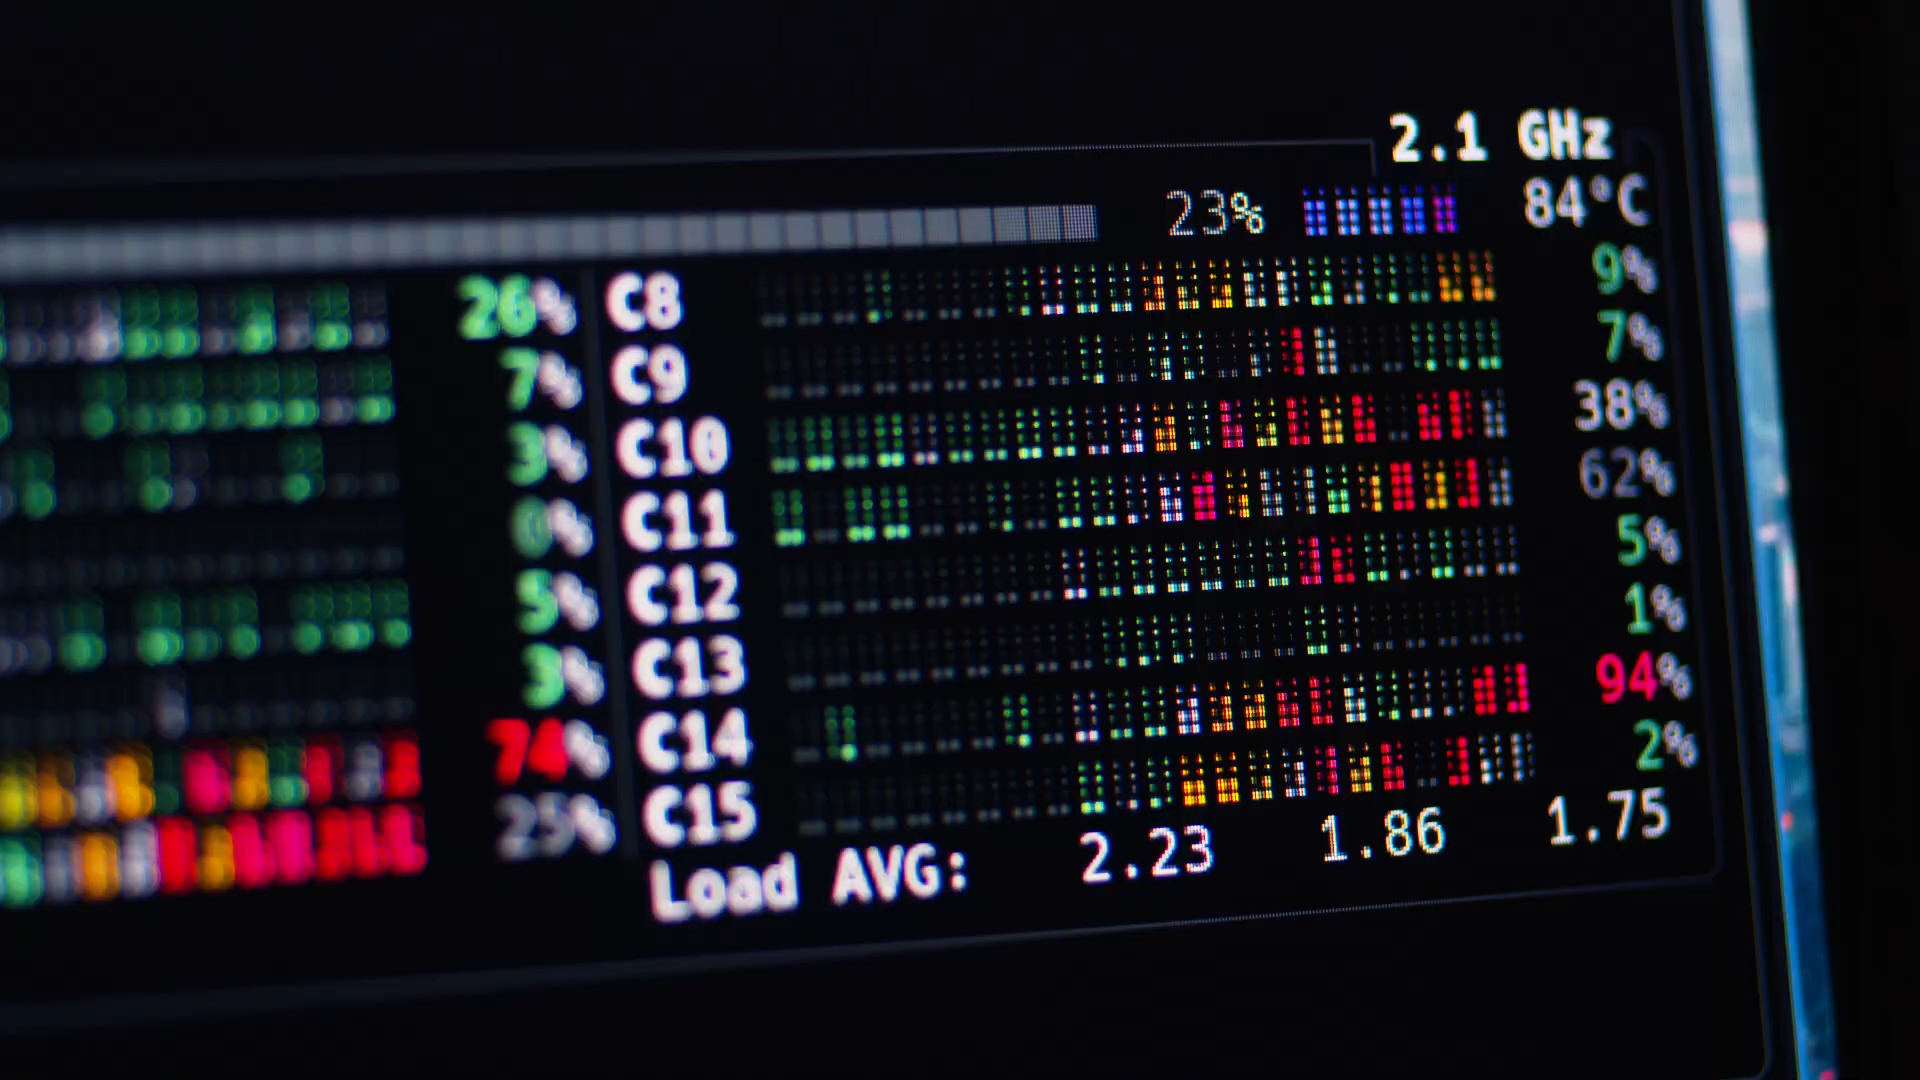 2.1 GHz
23% 84°C
26% C8 9%
7% C9 7%
3% C10 38%
0% C11 62%
5% C12 5%
3% C13 1%
74% C14 94%
25% C15 2%
Load AVG: 2.23 1.86 1.75